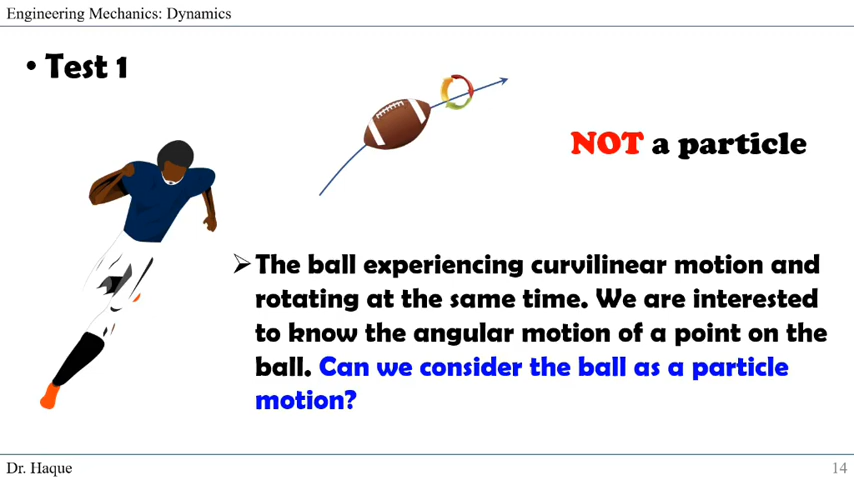 Engineering Mechanics: Dynamics
• Test 1
NOT a particle
➢The ball experiencing curvilinear motion and
rotating at the same time. We are interested
to know the angular motion of a point on the
ball. Can we consider the ball as a particle
motion?
Dr. Haque
14